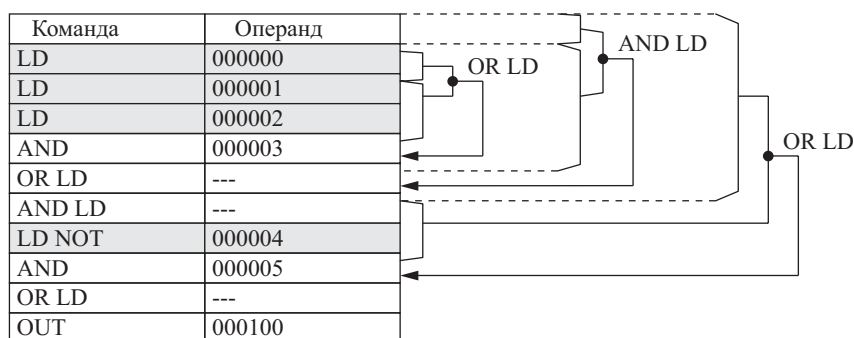 Команда Операнд
LD 000000
LD 000001
LD 000002
AND 000003
OR LD ---
AND LD ---
LD NOT 000004
AND 000005
OR LD ---
OUT 000100
OR LD
AND LD
OR LD